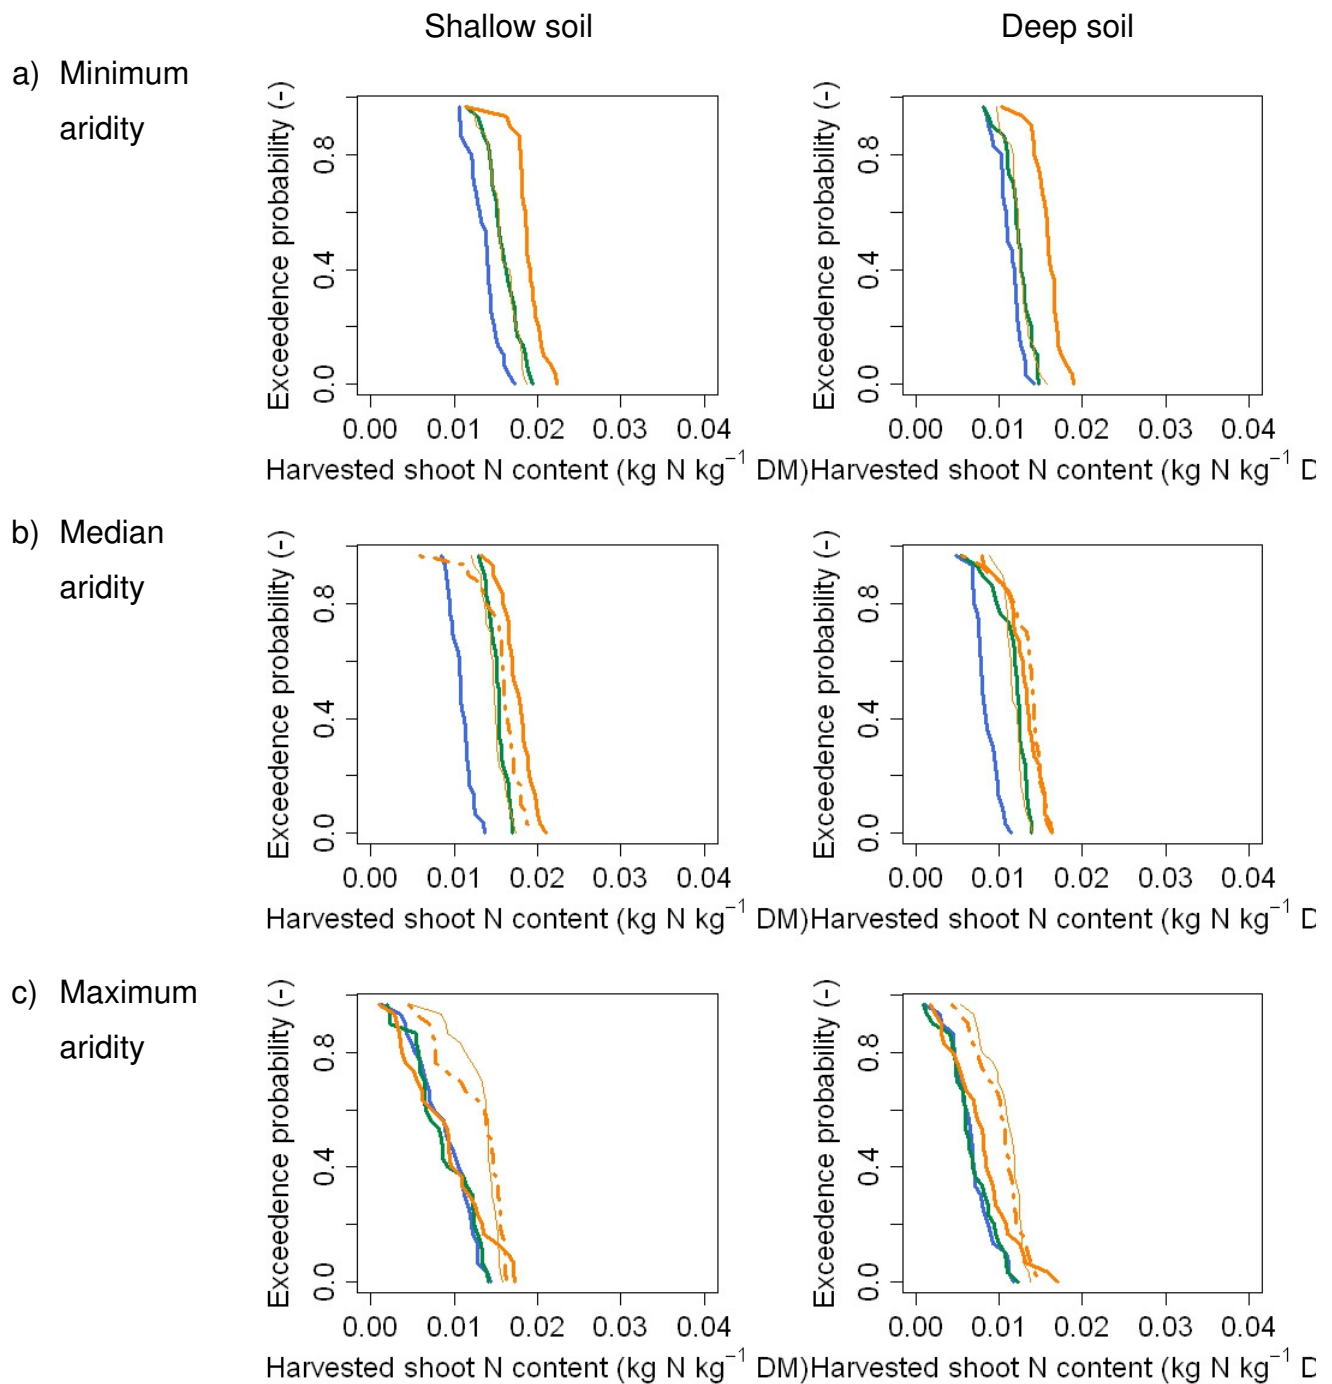 Shallow soil Deep soil
a) Minimum
aridity
Exceedence probability (-)
0.0 0.4 0.8
0.00 0.01 0.02 0.03 0.04
Harvested shoot N content (kg N kg⁻¹ DM)
Exceedence probability (-)
0.0 0.4 0.8
0.00 0.01 0.02 0.03 0.04
Harvested shoot N content (kg N kg⁻¹ D
b) Median
aridity
Exceedence probability (-)
0.0 0.4 0.8
0.00 0.01 0.02 0.03 0.04
Harvested shoot N content (kg N kg⁻¹ DM)
Exceedence probability (-)
0.0 0.4 0.8
0.00 0.01 0.02 0.03 0.04
Harvested shoot N content (kg N kg⁻¹ D
c) Maximum
aridity
Exceedence probability (-)
0.0 0.4 0.8
0.00 0.01 0.02 0.03 0.04
Harvested shoot N content (kg N kg⁻¹ DM)
Exceedence probability (-)
0.0 0.4 0.8
0.00 0.01 0.02 0.03 0.04
Harvested shoot N content (kg N kg⁻¹ D